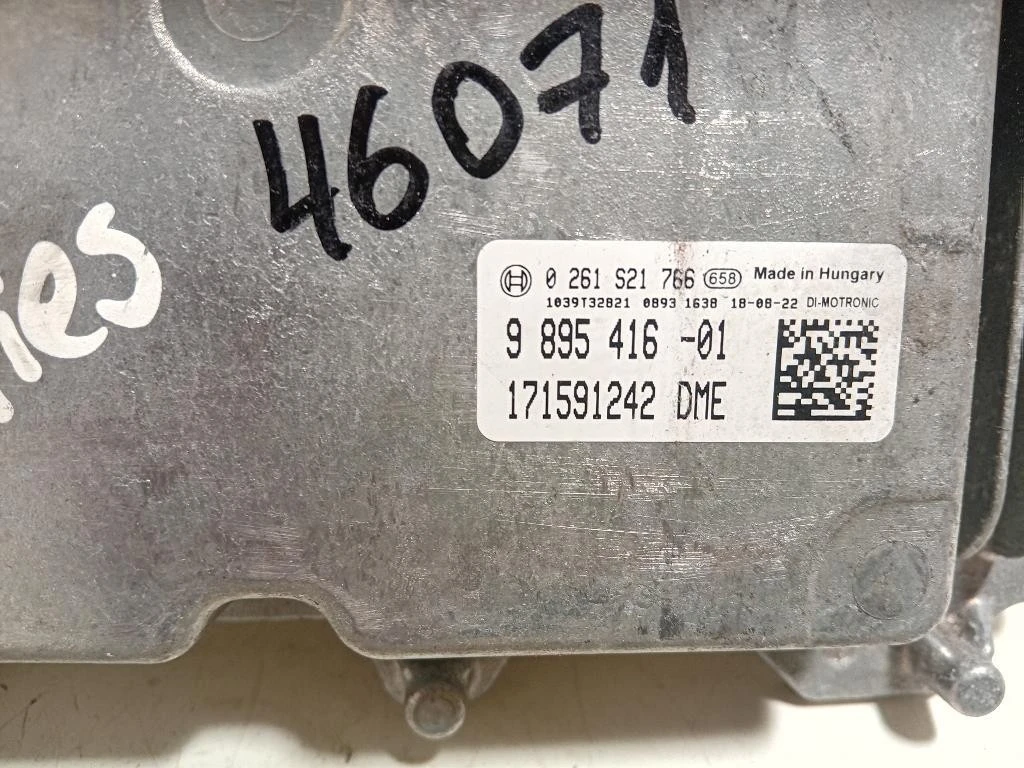 46071
0 261 S21 766 658 Made in Hungary
1039T32821 0893 1638 18-08-22 DI-MOTRONIC
9 895 416 -01
171591242 DME